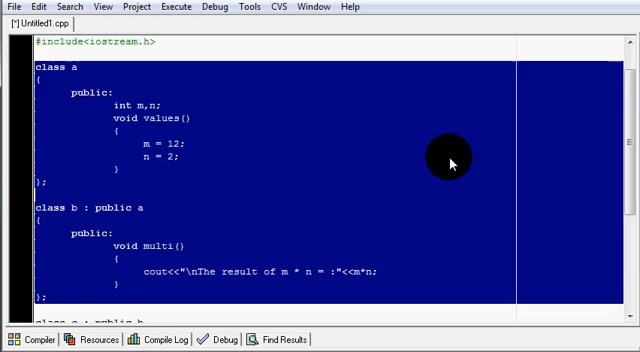 File Edit Search View Project Execute Debug Tools CVS Window Help
[*] Untitled1.cpp
#include<iostream.h>
class a
{
public:
int m,n;
void values()
{
m = 12;
n = 2;
}
};
class b : public a
{
public:
void multi()
{
cout<<"\nThe result of m * n = :"<<m*n;
}
};
class c : public b
Compiler Resources Compile Log Debug Find Results